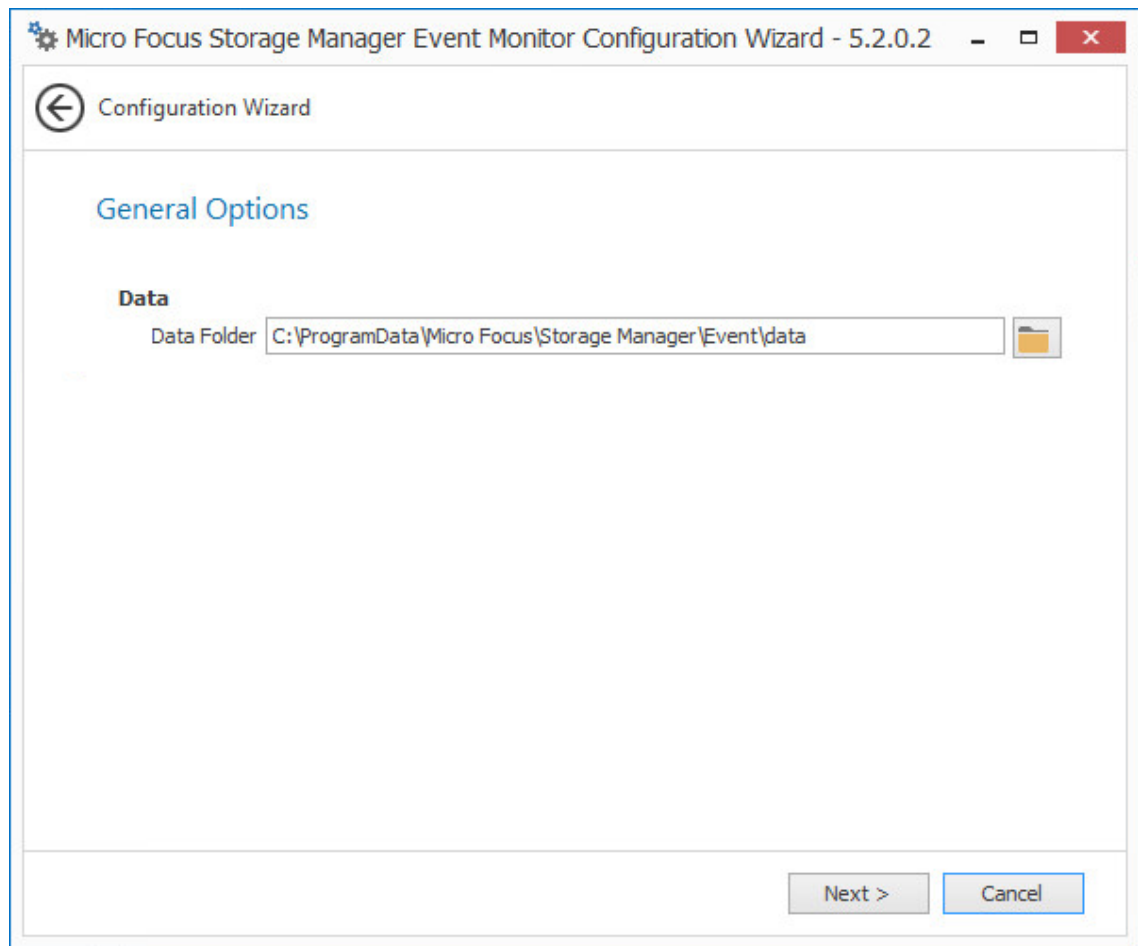 Micro Focus Storage Manager Event Monitor Configuration Wizard - 5.2.0.2
Configuration Wizard
General Options
Data
Data Folder C:\ProgramData\Micro Focus\Storage Manager\Event\data
Next > Cancel